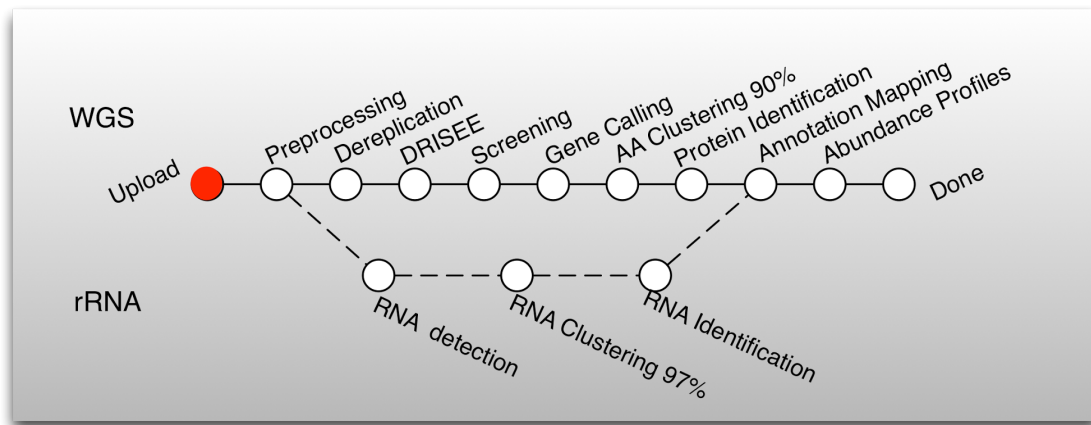 WGS
Upload
Preprocessing
Dereplication
DRISEE
Screening
Gene Calling
AA Clustering 90%
Protein Identification
Annotation Mapping
Abundance Profiles
Done
rRNA
RNA detection
RNA Clustering 97%
RNA Identification